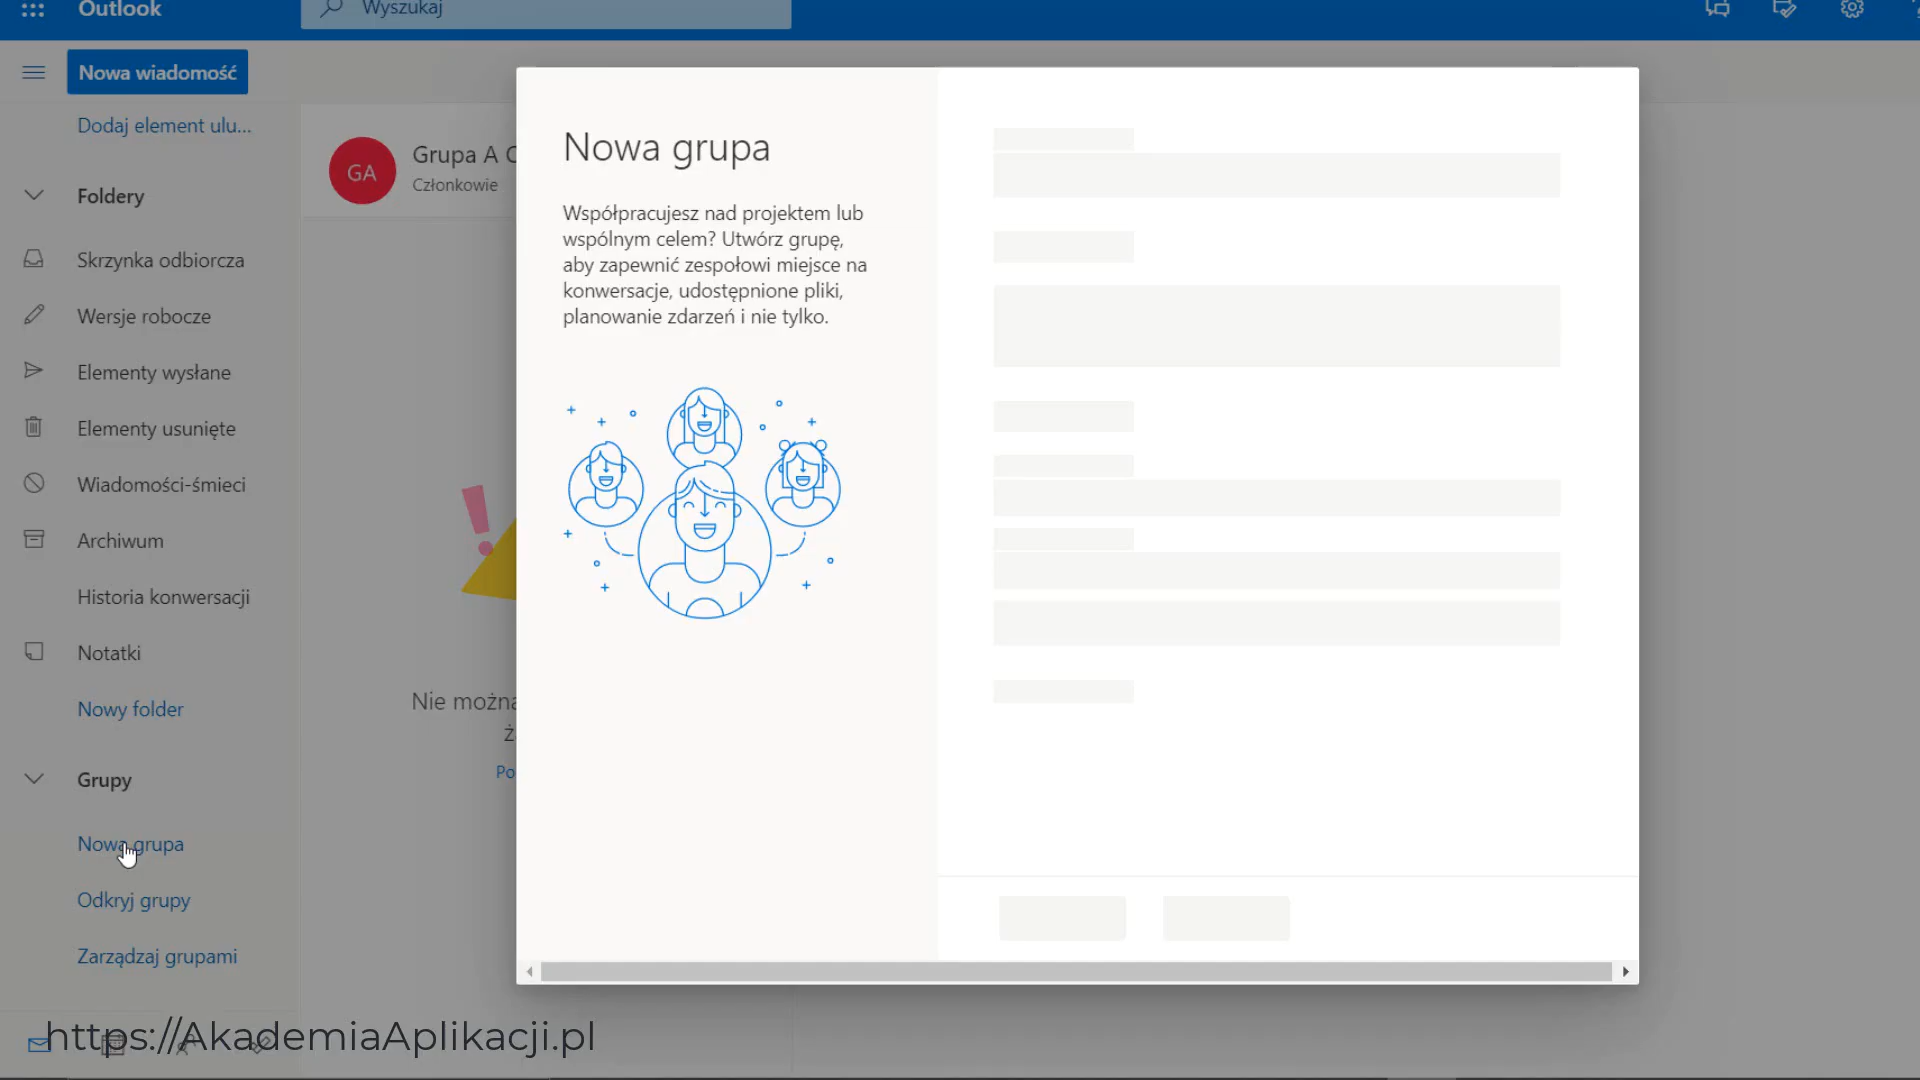 Outlook
Wyszukaj
Nowa wiadomość
Dodaj element ulu...
Foldery
Skrzynka odbiorcza
Wersje robocze
Elementy wysłane
Elementy usunięte
Wiadomości-śmieci
Archiwum
Historia konwersacji
Notatki
Nowy folder
Grupy
Nowa grupa
Odkryj grupy
Zarządzaj grupami
GA
Grupa A
Członkowie
Nie można
Nowa grupa
Współpracujesz nad projektem lub
wspólnym celem? Utwórz grupę,
aby zapewnić zespołowi miejsce na
konwersacje, udostępnione pliki,
planowanie zdarzeń i nie tylko.
https://AkademiaAplikacji.pl